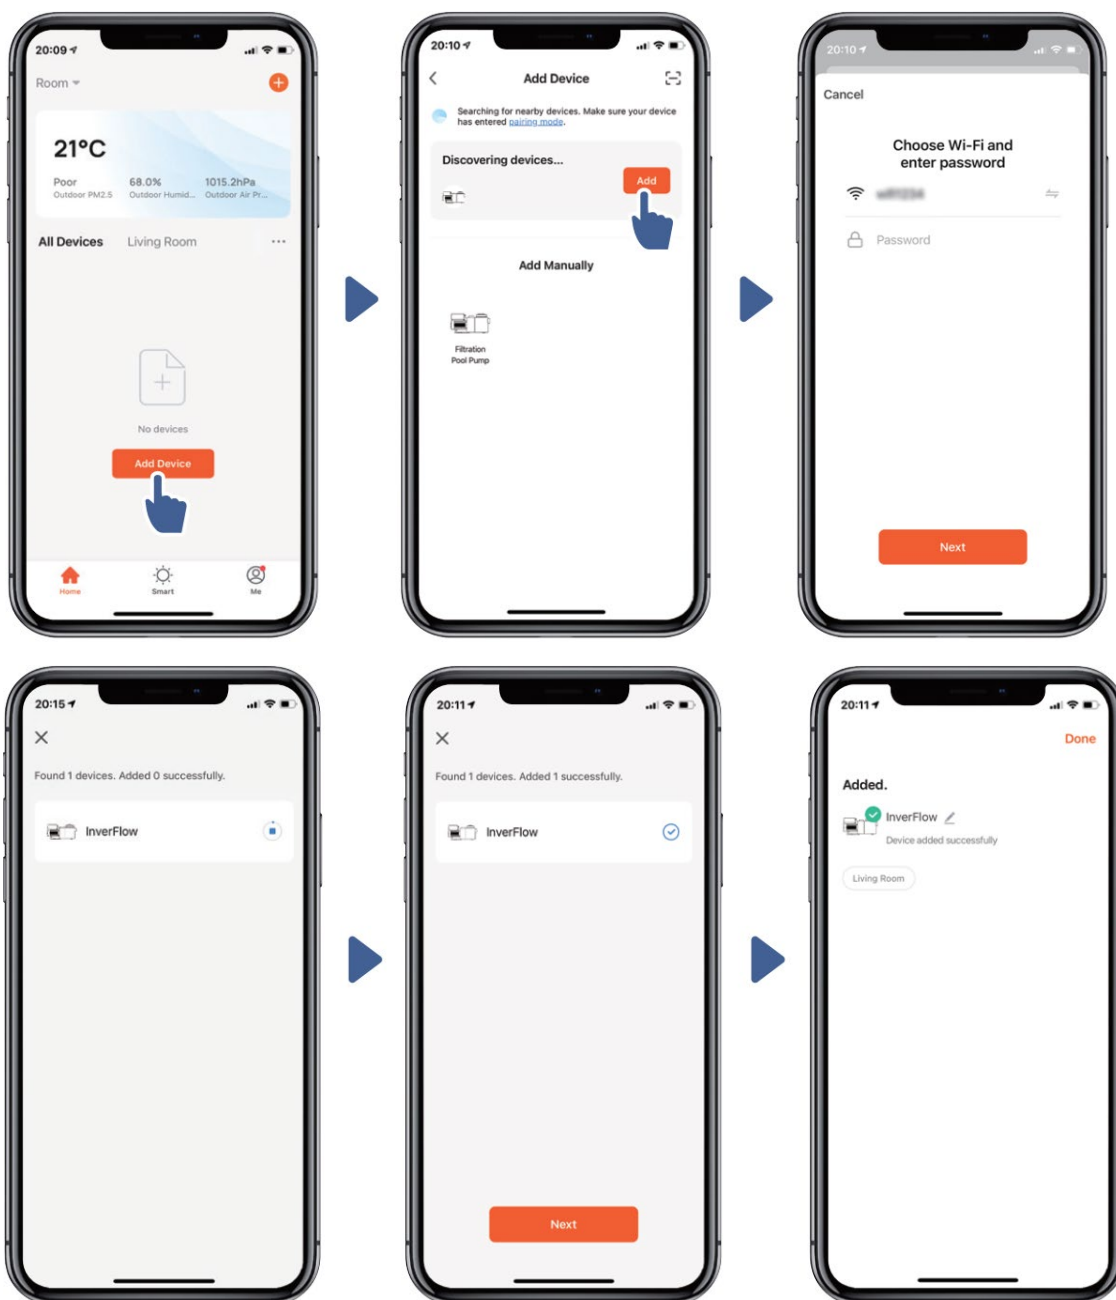 20:09
Room
21°C
Poor 68.0% 1015.2hPa
Outdoor PM2.5 Outdoor Humid... Outdoor Air Pr...
All Devices Living Room ...
No devices
Add Device
Home Smart Me
20:10
Add Device
Searching for nearby devices. Make sure your device
has entered pairing mode.
Discovering devices...
Add
Add Manually
Filtration
Pool Pump
20:10
Cancel
Choose Wi-Fi and
enter password
Password
Next
20:15
Found 1 devices. Added 0 successfully.
InverFlow
20:11
Found 1 devices. Added 1 successfully.
InverFlow
Next
20:11
Done
Added.
InverFlow
Device added successfully
Living Room